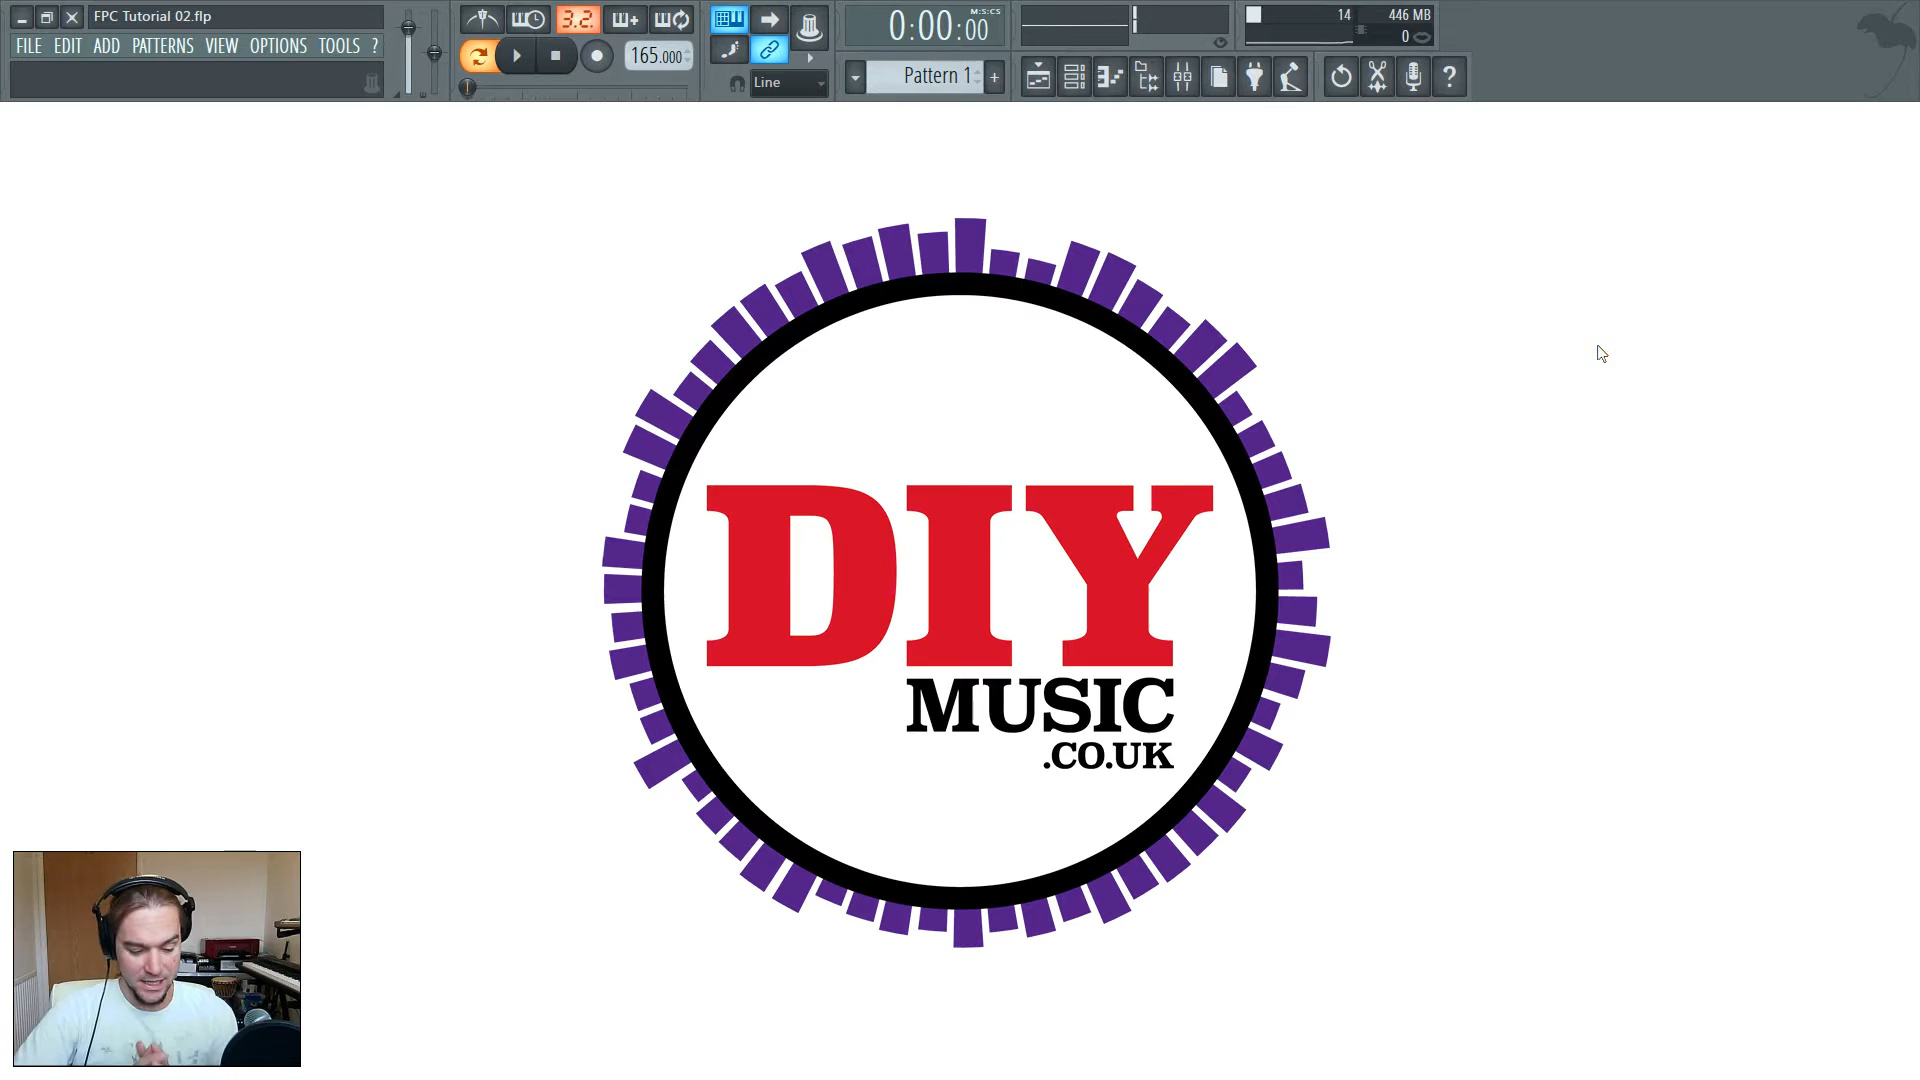 FPC Tutorial 02.flp
FILE EDIT ADD PATTERNS VIEW OPTIONS TOOLS ?
3.2.
165.000
Line
0:00:00
M:S:CS
Pattern 1
+
14
446 MB
0
?
DIY
MUSIC
.CO.UK